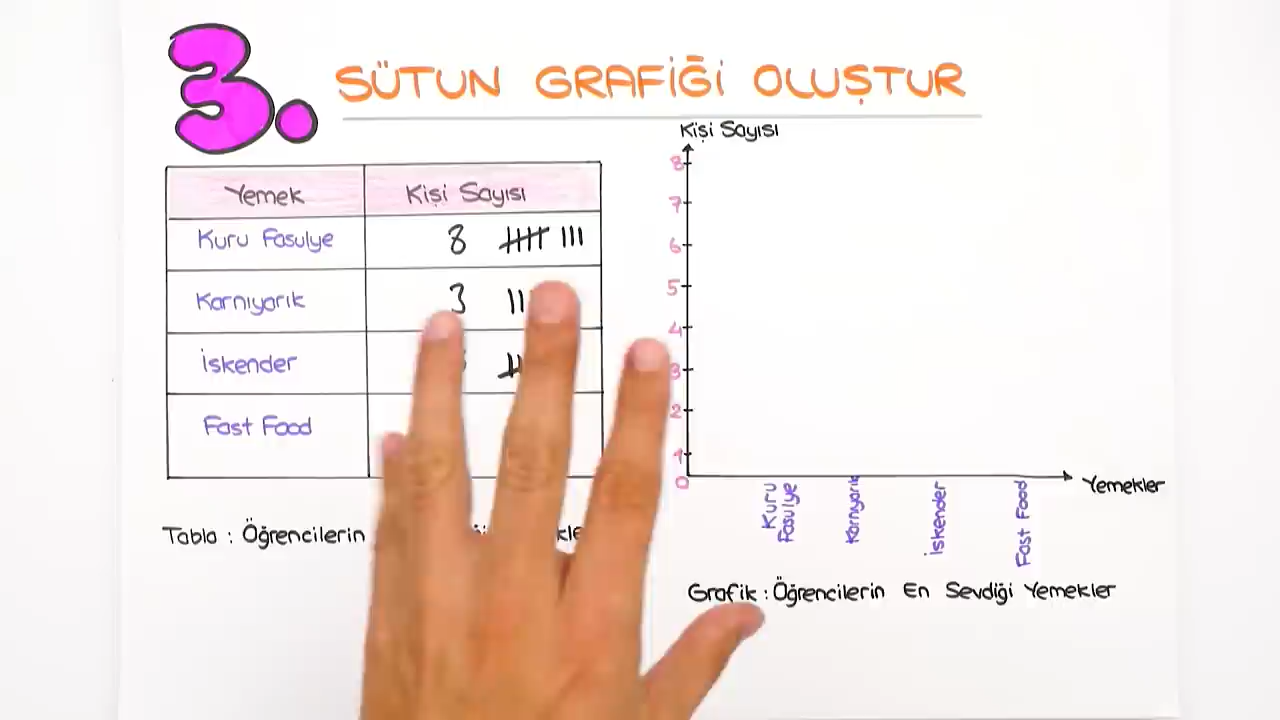 3. SÜTUN GRAFİĞİ OLUŞTUR
Yemek Kişi Sayısı
Kuru Fasulye 8
Karnıyarık 3
İskender
Fast Food
Tablo : Öğrencilerin
Kişi Sayısı
8
7
6
5
4
3
2
1
0
Yemekler
Kuru Fasulye
Karnıyarık
İskender
Fast Food
Grafik : Öğrencilerin En Sevdiği Yemekler